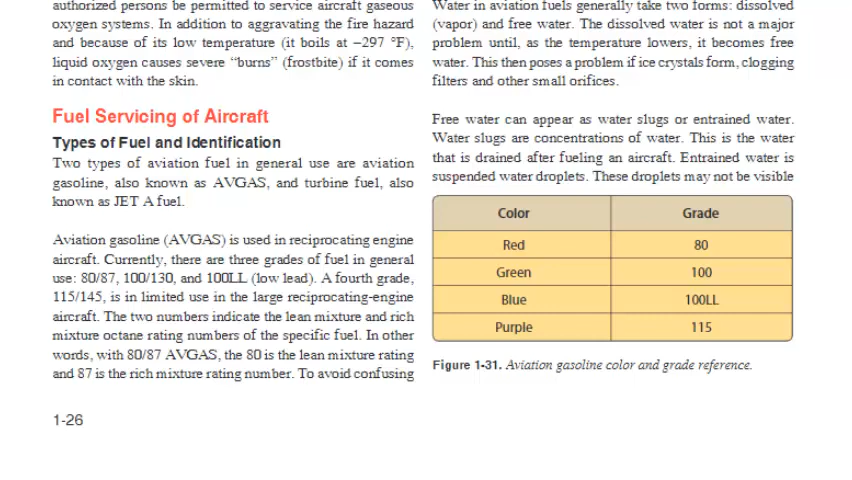 authorized persons be permitted to service aircraft gaseous
oxygen systems. In addition to aggravating the fire hazard
and because of its low temperature (it boils at −297 °F),
liquid oxygen causes severe “burns” (frostbite) if it comes
in contact with the skin.
Fuel Servicing of Aircraft
Types of Fuel and Identification
Two types of aviation fuel in general use are aviation
gasoline, also known as AVGAS, and turbine fuel, also
known as JET A fuel.
Aviation gasoline (AVGAS) is used in reciprocating engine
aircraft. Currently, there are three grades of fuel in general
use: 80/87, 100/130, and 100LL (low lead). A fourth grade,
115/145, is in limited use in the large reciprocating-engine
aircraft. The two numbers indicate the lean mixture and rich
mixture octane rating numbers of the specific fuel. In other
words, with 80/87 AVGAS, the 80 is the lean mixture rating
and 87 is the rich mixture rating number. To avoid confusing
Water in aviation fuels generally take two forms: dissolved
(vapor) and free water. The dissolved water is not a major
problem until, as the temperature lowers, it becomes free
water. This then poses a problem if ice crystals form, clogging
filters and other small orifices.
Free water can appear as water slugs or entrained water.
Water slugs are concentrations of water. This is the water
that is drained after fueling an aircraft. Entrained water is
suspended water droplets. These droplets may not be visible
Color Grade
Red 80
Green 100
Blue 100LL
Purple 115
Figure 1-31. Aviation gasoline color and grade reference.
1-26